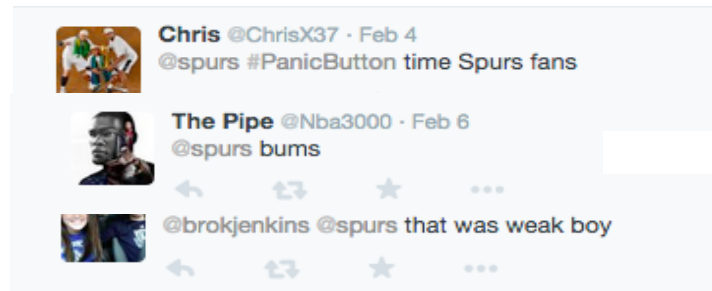 Chris @ChrisX37 · Feb 4
@spurs #PanicButton time Spurs fans
The Pipe @Nba3000 · Feb 6
@spurs bums
@brokjenkins @spurs that was weak boy